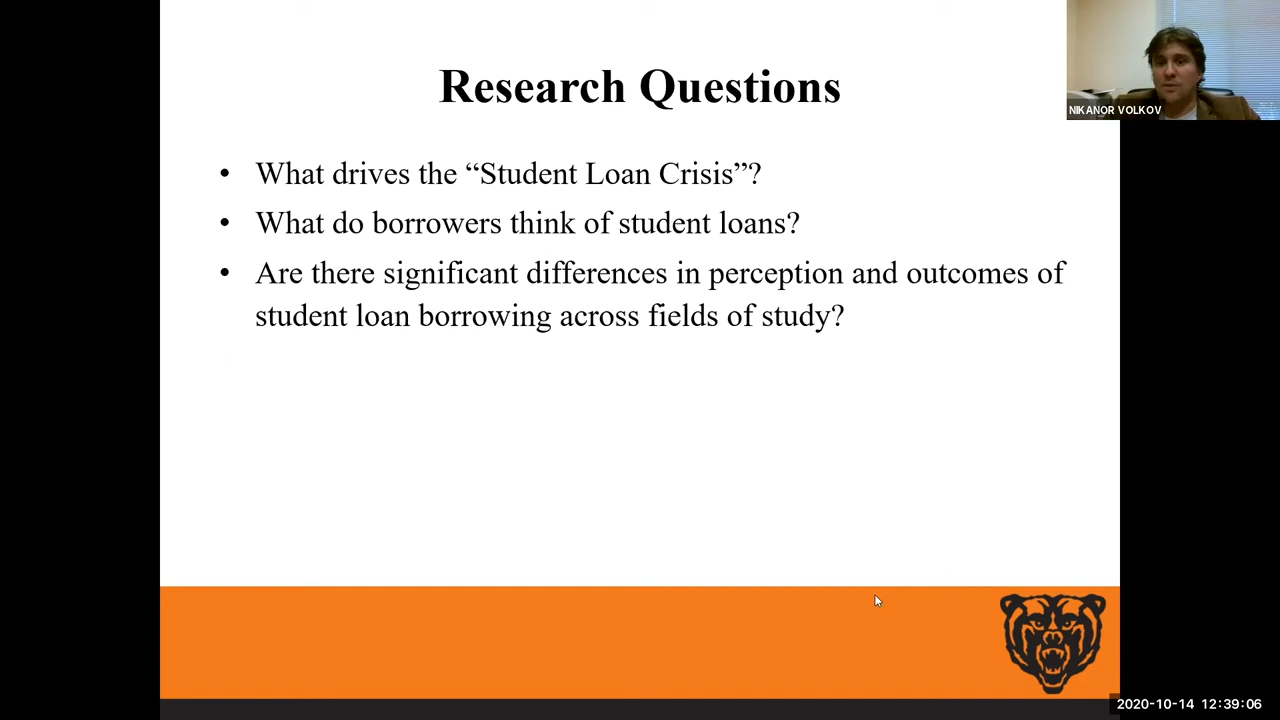 Research Questions
NIKANOR VOLKOV
• What drives the “Student Loan Crisis”?
• What do borrowers think of student loans?
• Are there significant differences in perception and outcomes of
student loan borrowing across fields of study?
2020-10-14 12:39:06